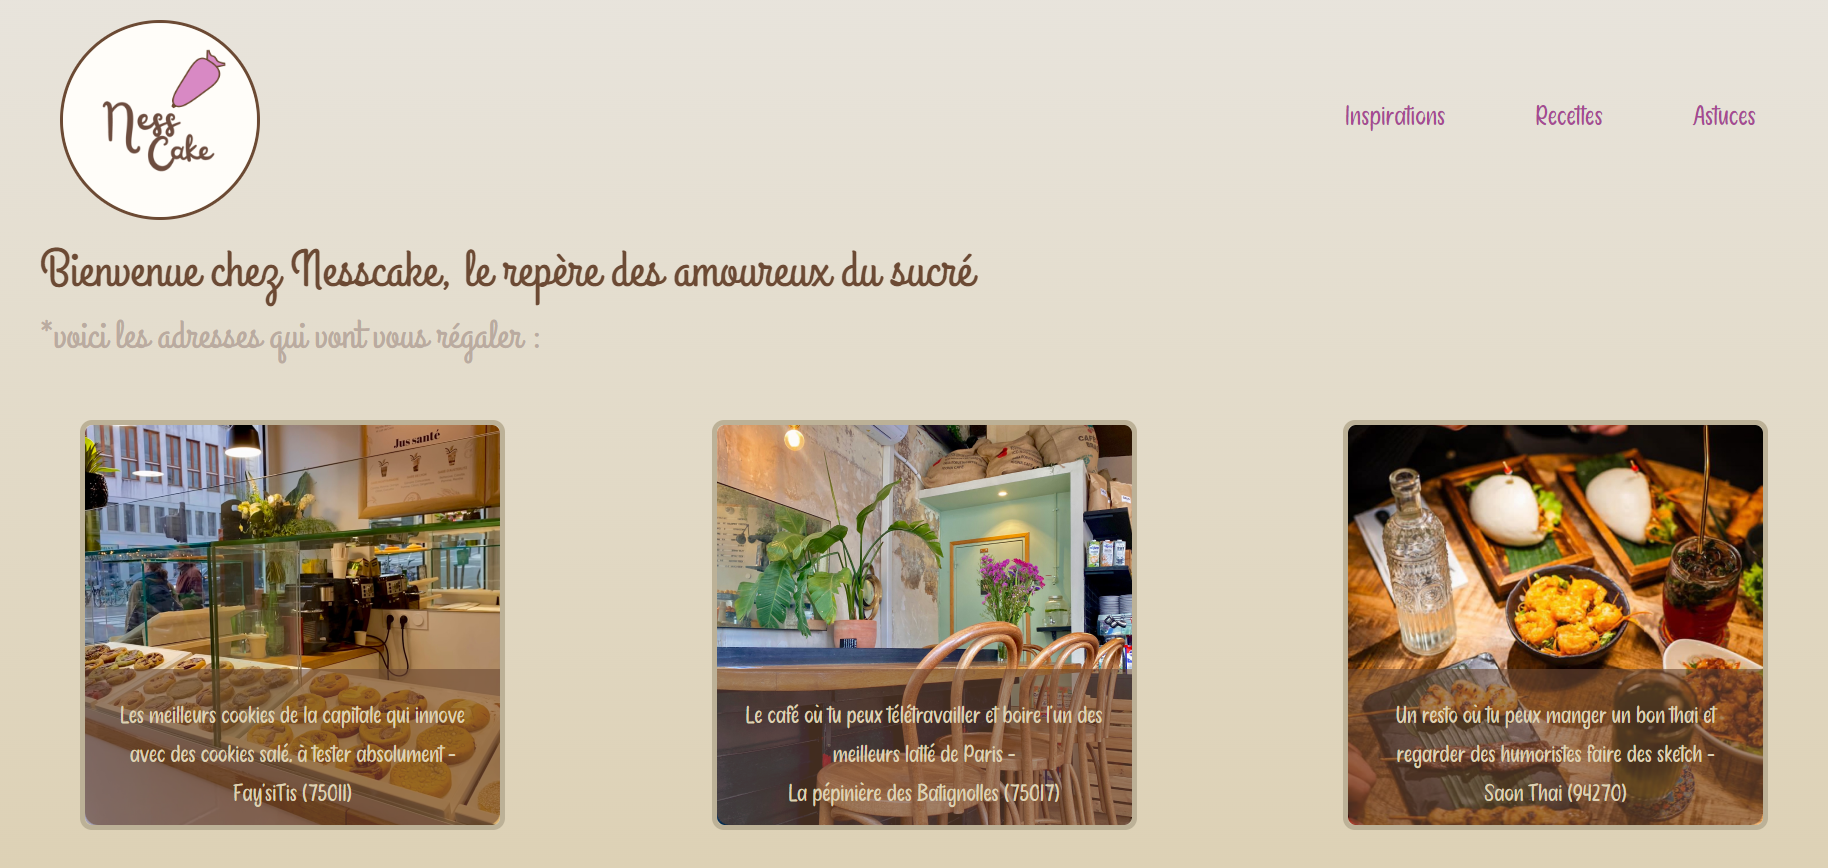 Ness
Cake
Inspirations
Recettes
Astuces
Bienvenue chez Nesscake, le repère des amoureux du sucré
*voici les adresses qui vont vous régaler :
Jus santé
CAFÉ
Les meilleurs cookies de la capitale qui innove
avec des cookies salé. à tester absolument -
Fay'siTis (75011)
Le café où tu peux télétravailler et boire l'un des
meilleurs latté de Paris -
La pépinière des Batignolles (75017)
Un resto où tu peux manger un bon thai et
regarder des humoristes faire des sketch -
Saon Thai (94270)